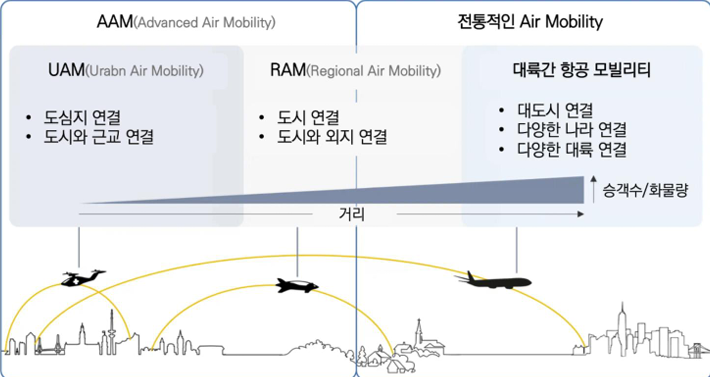 AAM(Advanced Air Mobility)
전통적인 Air Mobility
UAM(Urabn Air Mobility)
• 도심지 연결
• 도시와 근교 연결
RAM(Regional Air Mobility)
• 도시 연결
• 도시와 외지 연결
대륙간 항공 모빌리티
• 대도시 연결
• 다양한 나라 연결
• 다양한 대륙 연결
승객수/화물량
거리